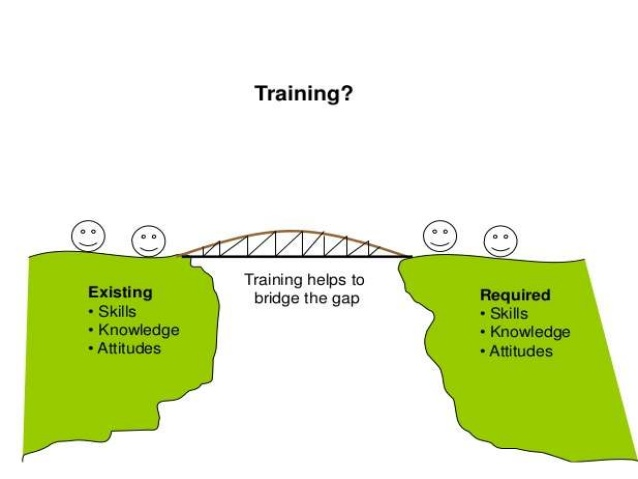 Training?
Training helps to
bridge the gap
Existing
• Skills
• Knowledge
• Attitudes
Required
• Skills
• Knowledge
• Attitudes